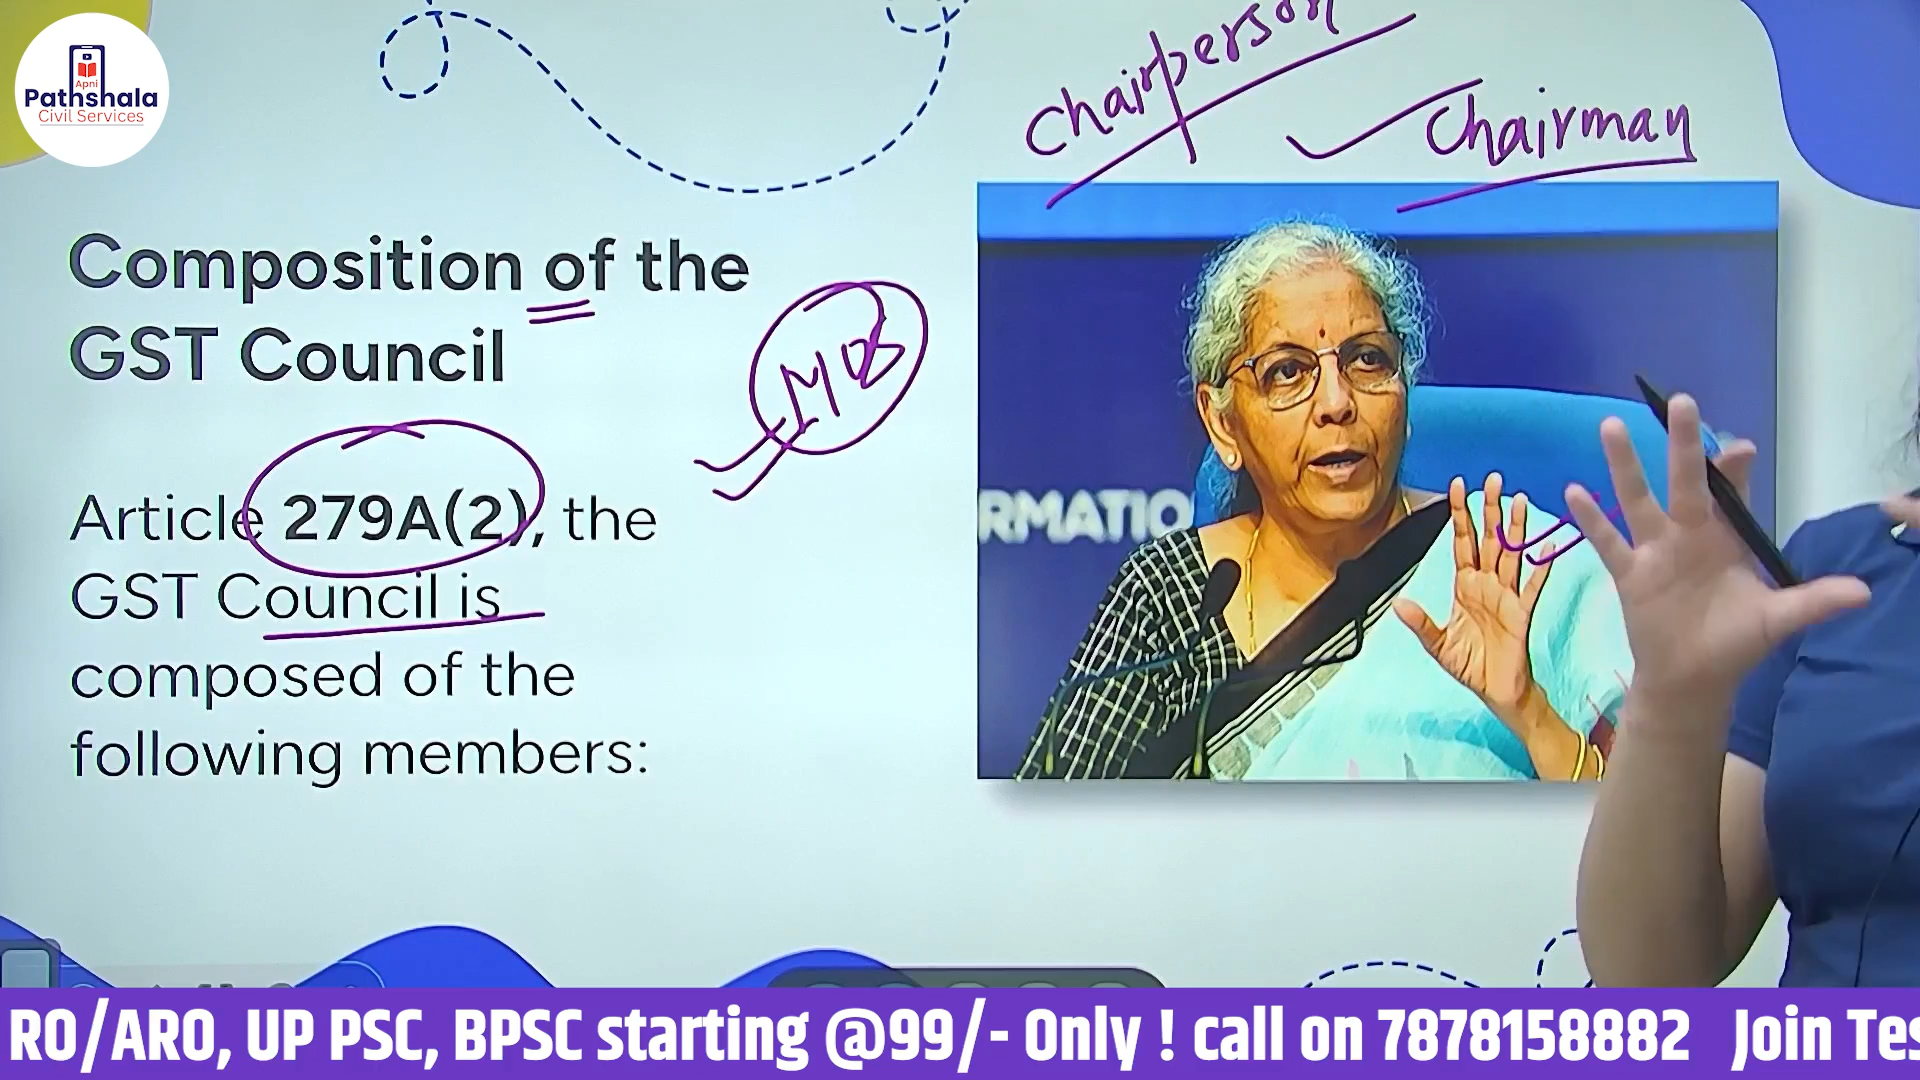 Apni
Pathshala
Civil Services
Chairperson
Chairman
Composition of the
GST Council
Article 279A(2), the
GST Council is
composed of the
following members:
RMATIO
RO/ARO, UP PSC, BPSC starting @99/- Only ! call on 7878158882 Join Tes